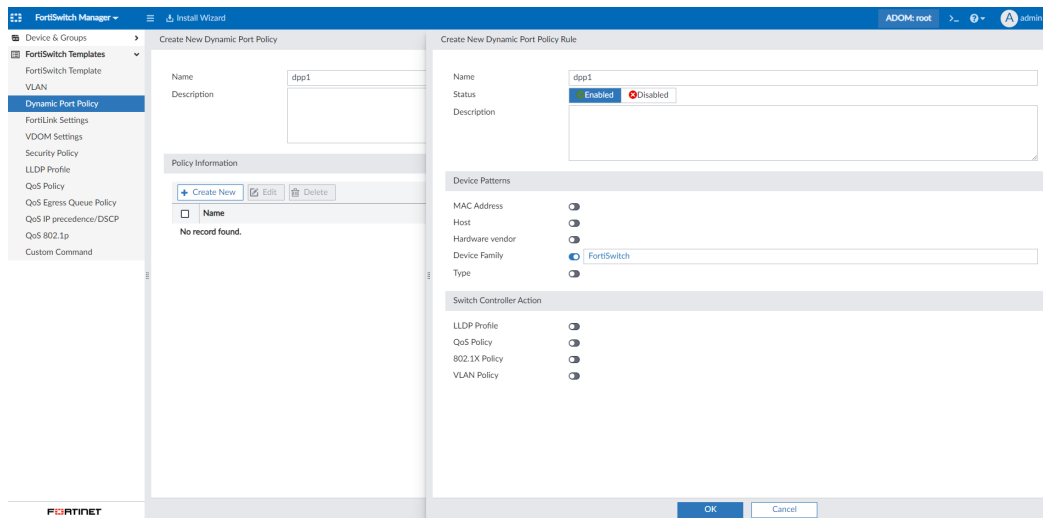 FortiSwitch Manager
Install Wizard
ADOM: root
>_
?
A
admin
Device & Groups
FortiSwitch Templates
FortiSwitch Template
VLAN
Dynamic Port Policy
FortiLink Settings
VDOM Settings
Security Policy
LLDP Profile
QoS Policy
QoS Egress Queue Policy
QoS IP precedence/DSCP
QoS 802.1p
Custom Command
FORTINET
Create New Dynamic Port Policy
Name dpp1
Description
Policy Information
+ Create New Edit Delete
Name
No record found.
Create New Dynamic Port Policy Rule
Name dpp1
Status Enabled Disabled
Description
Device Patterns
MAC Address
Host
Hardware vendor
Device Family FortiSwitch
Type
Switch Controller Action
LLDP Profile
QoS Policy
802.1X Policy
VLAN Policy
OK Cancel